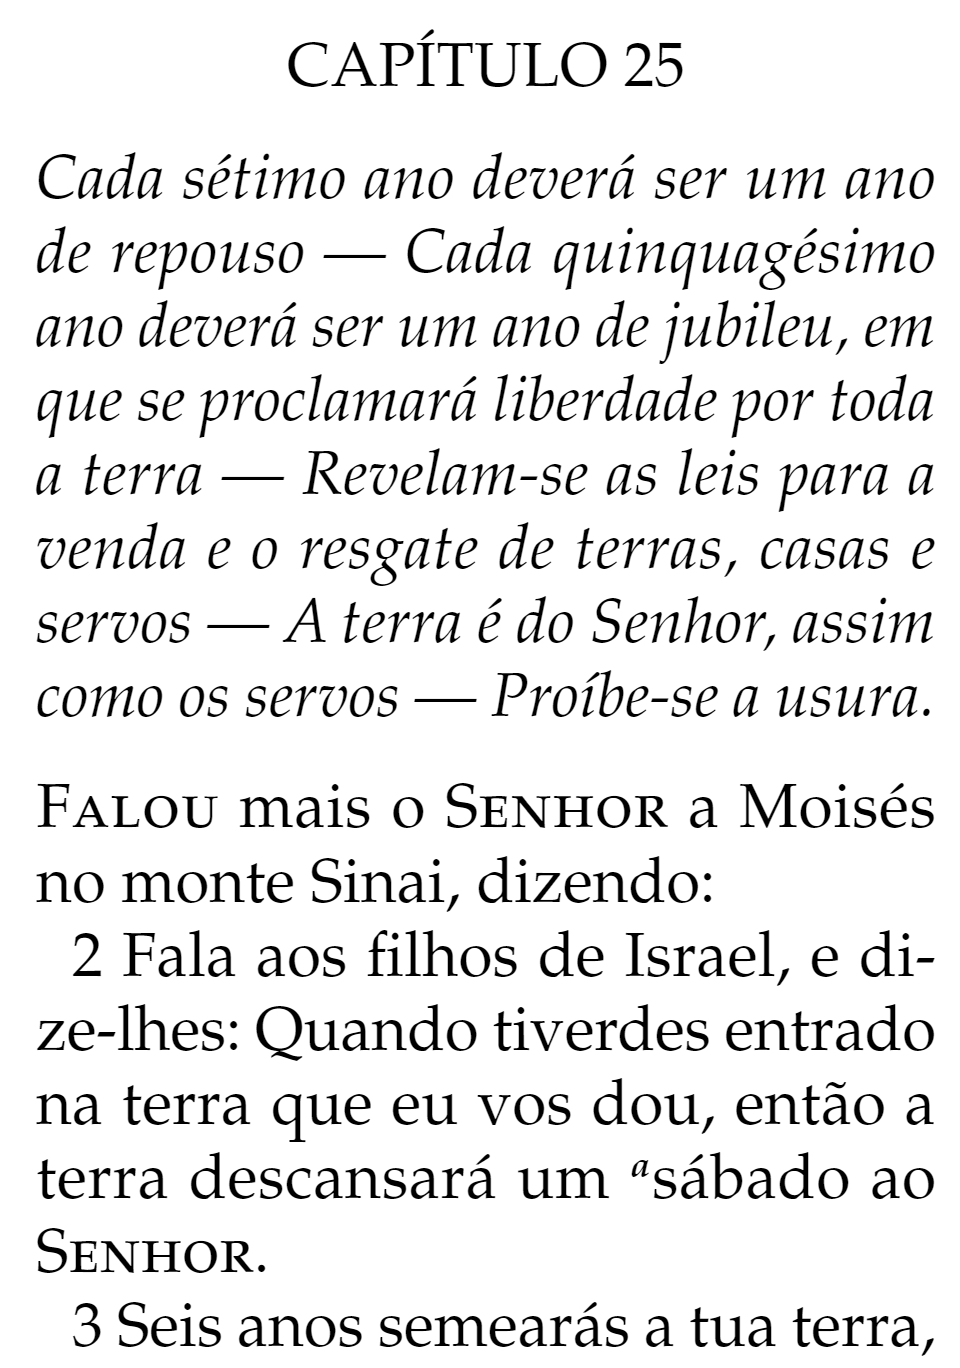 CAPÍTULO 25
Cada sétimo ano deverá ser um ano
de repouso — Cada quinquagésimo
ano deverá ser um ano de jubileu, em
que se proclamará liberdade por toda
a terra — Revelam-se as leis para a
venda e o resgate de terras, casas e
servos — A terra é do Senhor, assim
como os servos — Proíbe-se a usura.
FALOU mais o SENHOR a Moisés
no monte Sinai, dizendo:
2 Fala aos filhos de Israel, e di-
ze-lhes: Quando tiverdes entrado
na terra que eu vos dou, então a
terra descansará um ᵃsábado ao
SENHOR.
3 Seis anos semearás a tua terra,